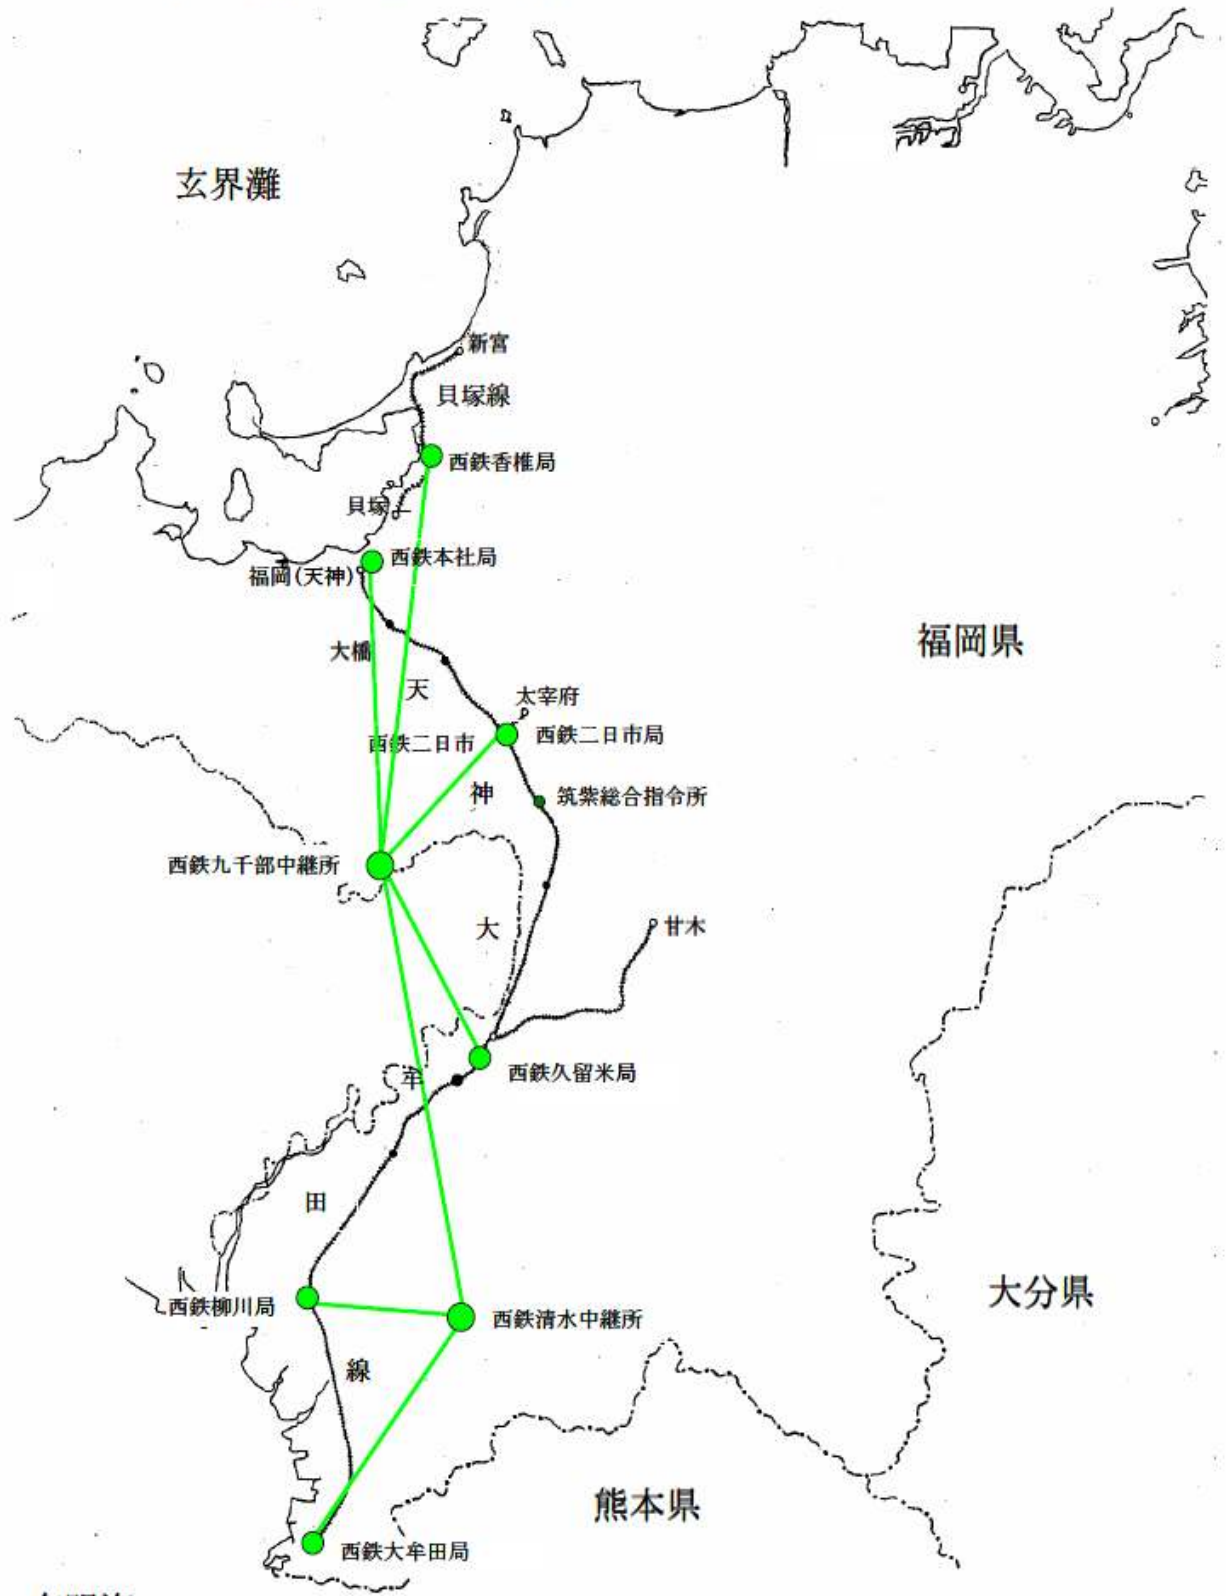 玄界灘
新宮
貝塚線
西鉄香椎局
貝塚
西鉄本社局
福岡(天神)
大橋
福岡県
天
太宰府
西鉄二日市
西鉄二日市局
神
筑紫総合指令所
西鉄九千部中継所
大
甘木
西鉄久留米局
牟
田
大分県
西鉄柳川局
西鉄清水中継所
線
熊本県
西鉄大牟田局